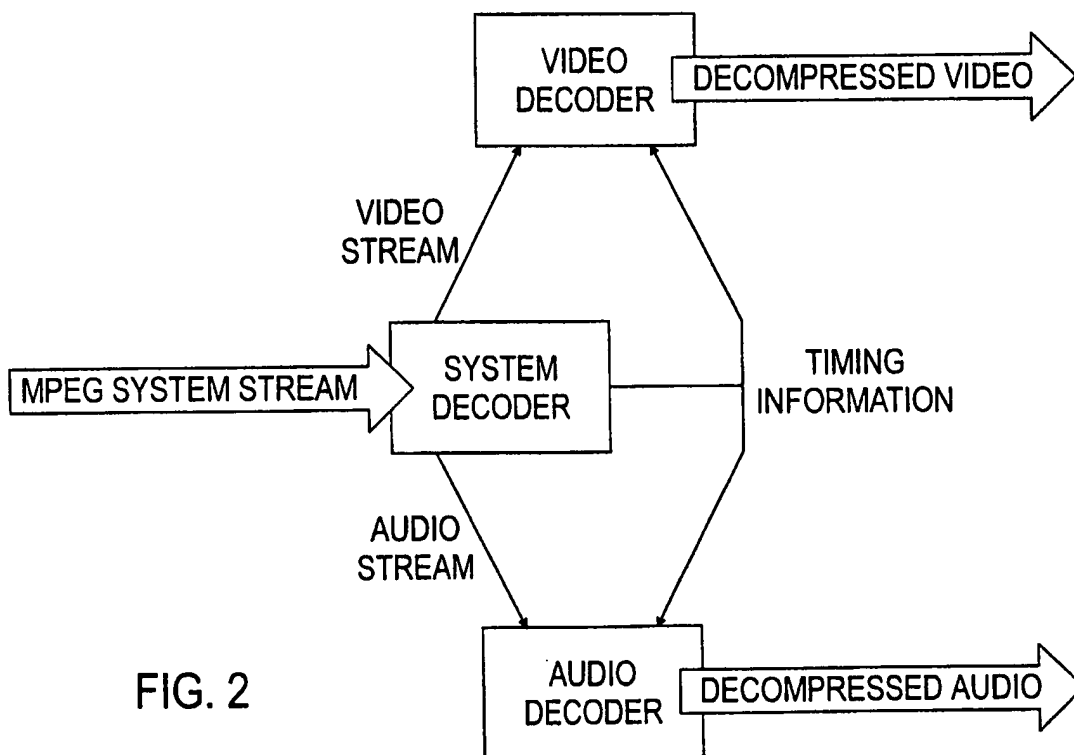 VIDEO
DECODER
DECOMPRESSED VIDEO
VIDEO
STREAM
MPEG SYSTEM STREAM
SYSTEM
DECODER
TIMING
INFORMATION
AUDIO
STREAM
AUDIO
DECODER
DECOMPRESSED AUDIO
FIG. 2